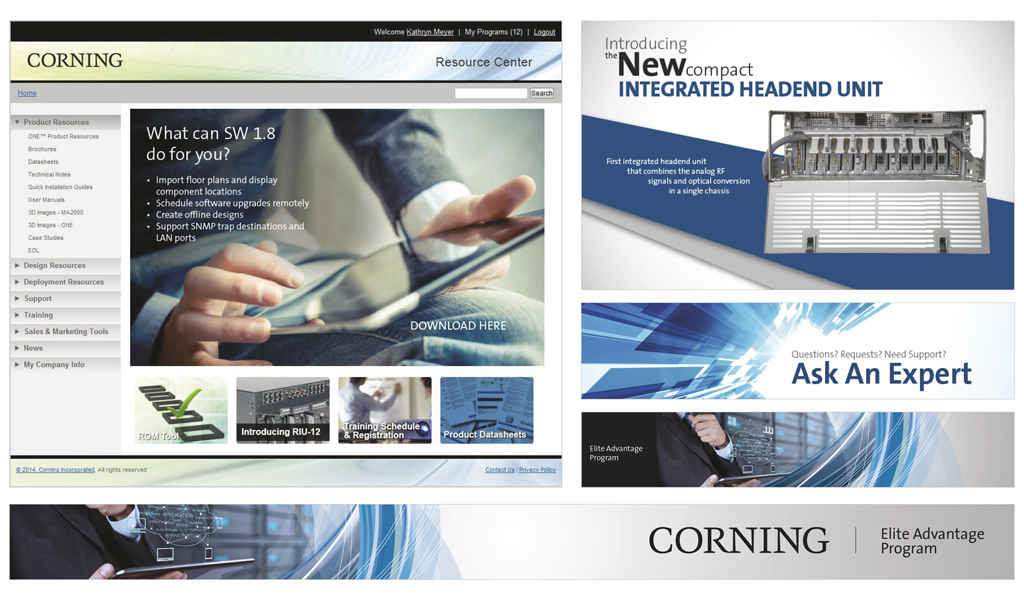 Welcome Kathryn Meyer | My Programs (12) | Logout
CORNING
Resource Center
Home
Search
Product Resources
ONE™ Product Resources
Brochures
Datasheets
Technical Notes
Quick Installation Guides
User Manuals
3D Images - MA2000
3D Images - ONE
Case Studies
EOL
Design Resources
Deployment Resources
Support
Training
Sales & Marketing Tools
News
My Company Info
What can SW 1.8
do for you?
• Import floor plans and display
component locations
• Schedule software upgrades remotely
• Create offline designs
• Support SNMP trap destinations and
LAN ports
DOWNLOAD HERE
ROM Tool
Introducing RIU-12
Training Schedule
& Registration
Product Datasheets
© 2014, Corning Incorporated. All rights reserved
Contact Us | Privacy Policy
Introducing
the New compact
INTEGRATED HEADEND UNIT
First integrated headend unit
that combines the analog RF
signals and optical conversion
in a single chassis
Questions? Requests? Need Support?
Ask An Expert
Elite Advantage
Program
APPLICATION
INFRASTRUCTURE
CORNING | Elite Advantage
Program